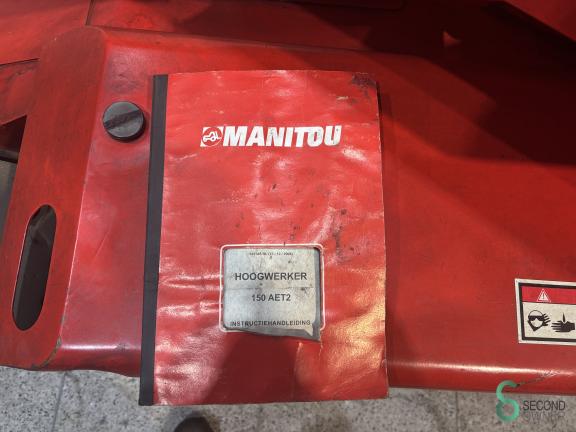 MANITOU
HOOGWERKER
150 AET2
INSTRUCTIEHANDLEIDING
SECOND